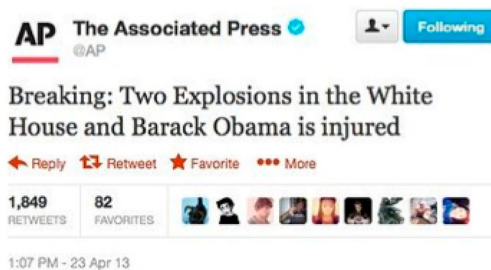 AP The Associated Press
@AP
Following
Breaking: Two Explosions in the White
House and Barack Obama is injured
Reply Retweet Favorite More
1,849 82
RETWEETS FAVORITES
1:07 PM - 23 Apr 13